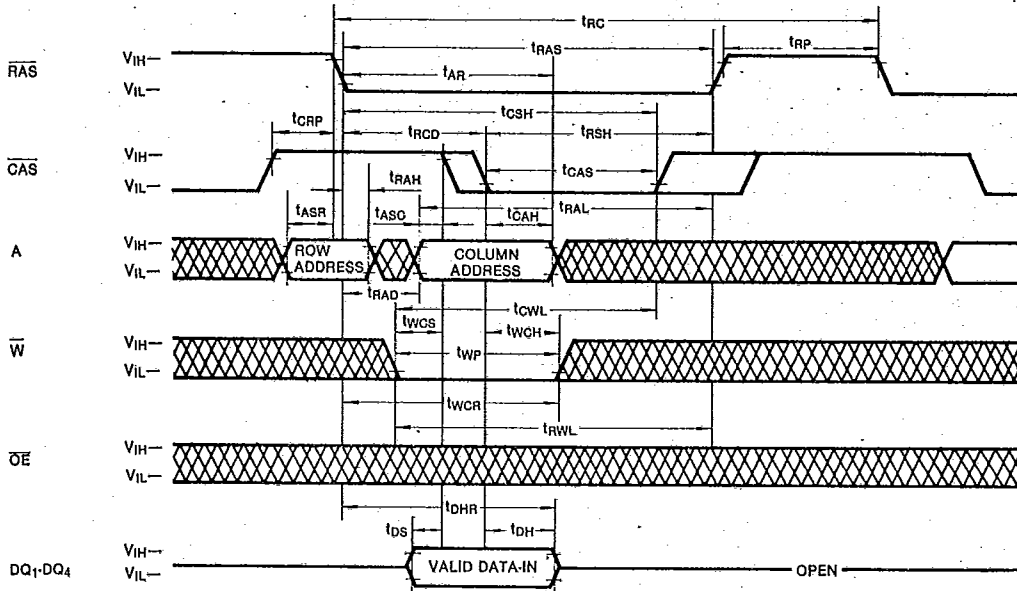 tRC
tRAS
tRP
tAR
RAS
VIH
VIL
tCSH
tCRP
tRCD
tRSH
CAS
VIH
VIL
tCAS
tRAH
tRAL
tASR
tASC
tCAH
A
VIH
VIL
ROW ADDRESS
COLUMN ADDRESS
tRAD
tCWL
tWCS
tWCH
W
VIH
VIL
tWP
tWCR
tRWL
OE
VIH
VIL
tDHR
tDS
tDH
DQ1-DQ4
VIH
VIL
VALID DATA-IN
OPEN